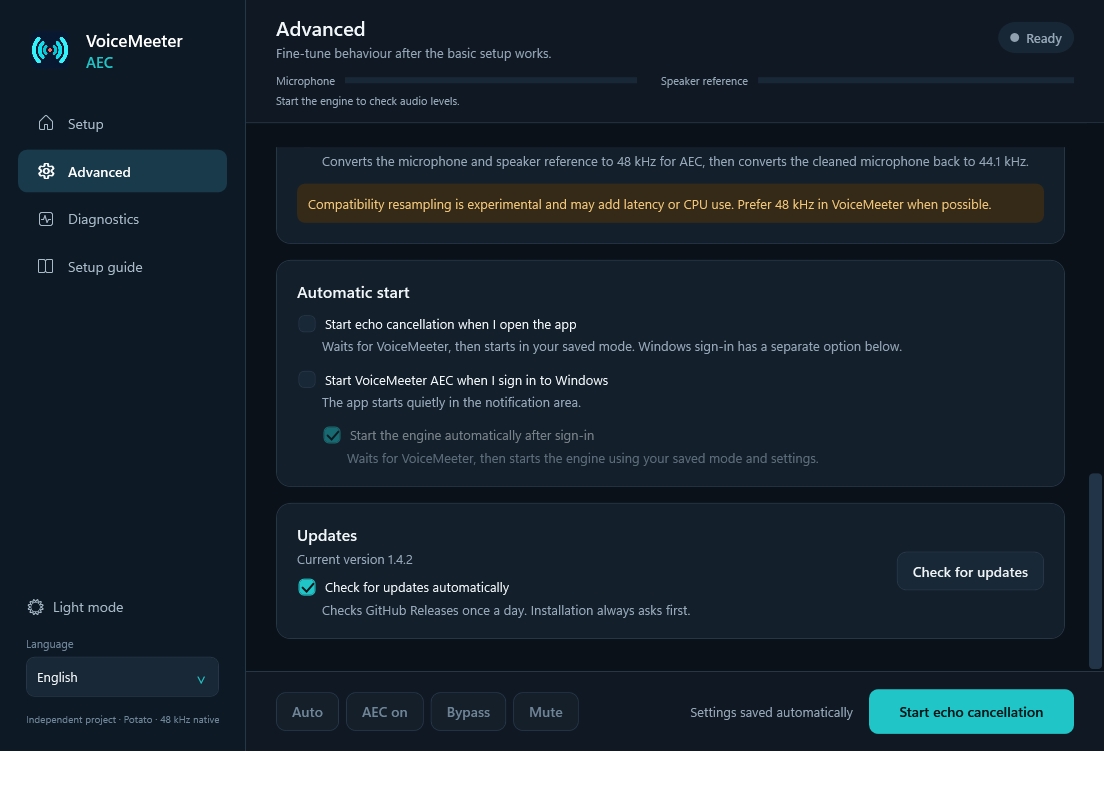 VoiceMeeter
AEC
Setup
Advanced
Diagnostics
Setup guide
Light mode
Language
English
Independent project · Potato · 48 kHz native
Advanced
Fine-tune behaviour after the basic setup works.
Ready
Microphone
Speaker reference
Start the engine to check audio levels.
Converts the microphone and speaker reference to 48 kHz for AEC, then converts the cleaned microphone back to 44.1 kHz.
Compatibility resampling is experimental and may add latency or CPU use. Prefer 48 kHz in VoiceMeeter when possible.
Automatic start
Start echo cancellation when I open the app
Waits for VoiceMeeter, then starts in your saved mode. Windows sign-in has a separate option below.
Start VoiceMeeter AEC when I sign in to Windows
The app starts quietly in the notification area.
Start the engine automatically after sign-in
Waits for VoiceMeeter, then starts the engine using your saved mode and settings.
Updates
Current version 1.4.2
Check for updates automatically
Checks GitHub Releases once a day. Installation always asks first.
Check for updates
Auto
AEC on
Bypass
Mute
Settings saved automatically
Start echo cancellation